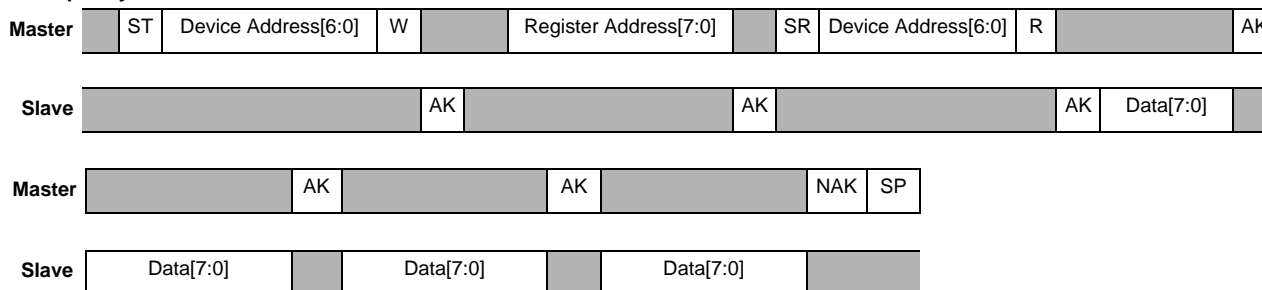 Master ST Device Address[6:0] W Register Address[7:0] SR Device Address[6:0] R AK
Slave AK AK AK Data[7:0]
Master AK AK NAK SP
Slave Data[7:0] Data[7:0] Data[7:0]